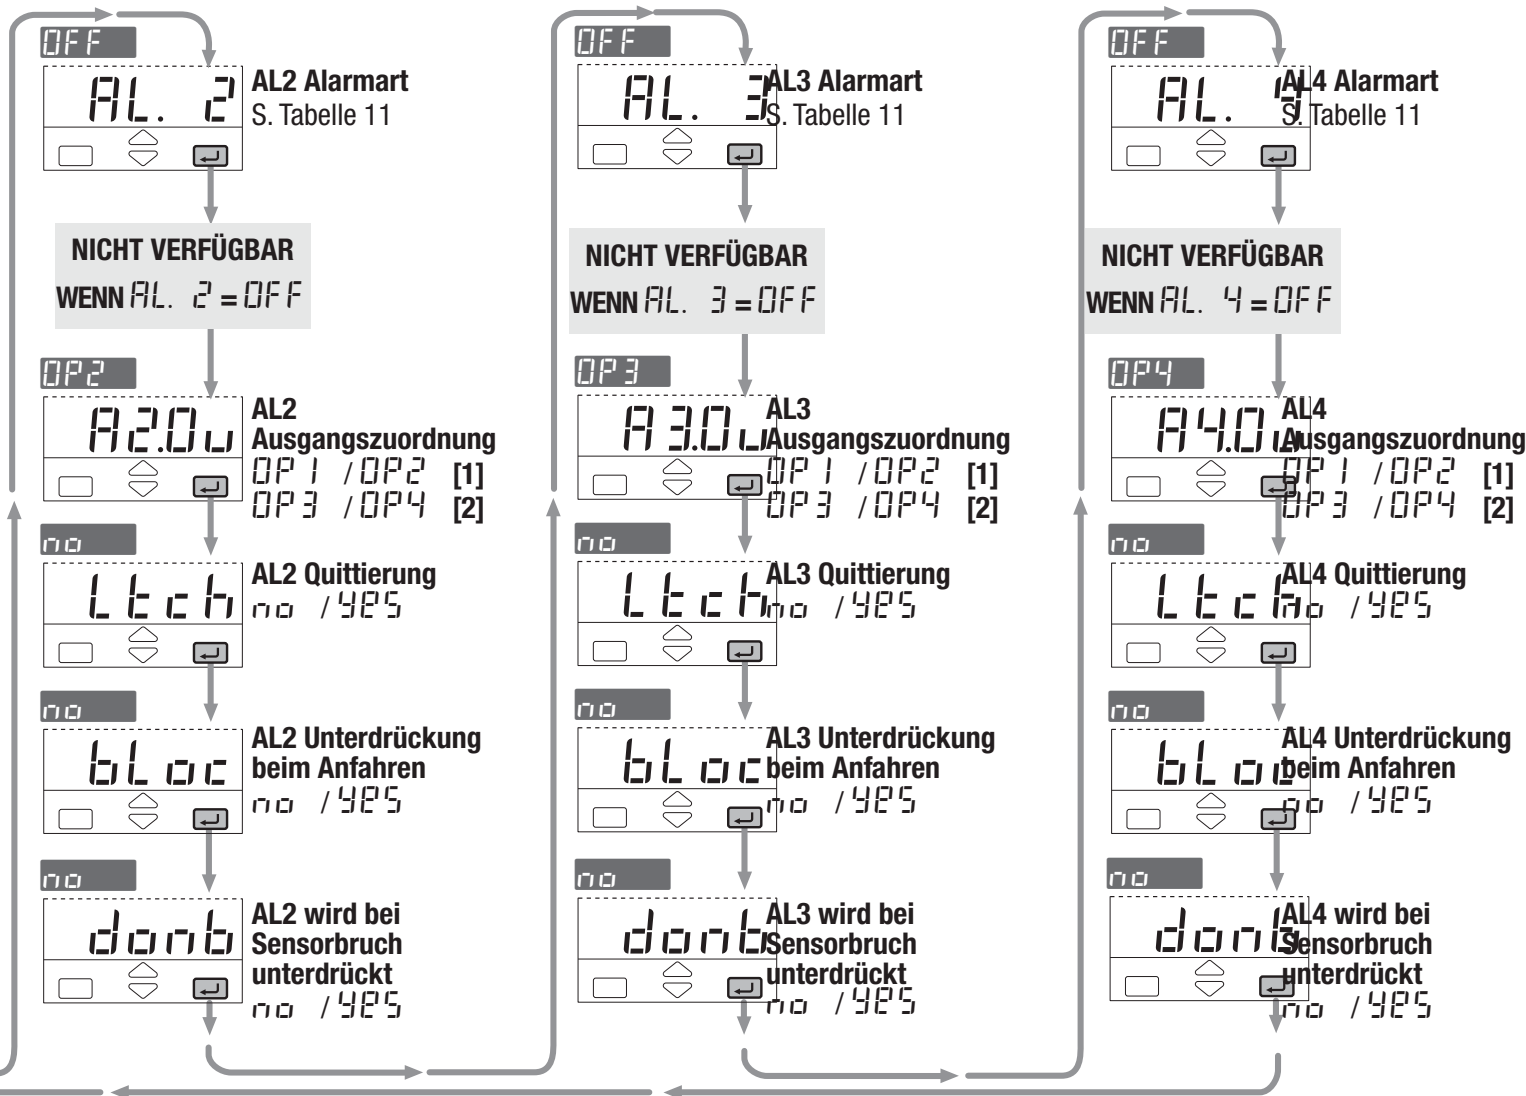 OFF
AL. 2
AL2 Alarmart
S. Tabelle 11
NICHT VERFÜGBAR
WENN AL. 2 = OFF
OP2
A2.Ou
AL2
Ausgangszuordnung
OP1 / OP2 [1]
OP3 / OP4 [2]
no
Ltch
AL2 Quittierung
no / YES
no
bLoc
AL2 Unterdrückung
beim Anfahren
no / YES
no
donb
AL2 wird bei
Sensorbruch
unterdrückt
no / YES
OFF
AL. 3
AL3 Alarmart
S. Tabelle 11
NICHT VERFÜGBAR
WENN AL. 3 = OFF
OP3
A3.Ou
AL3
Ausgangszuordnung
OP1 / OP2 [1]
OP3 / OP4 [2]
no
Ltch
AL3 Quittierung
no / YES
no
bLoc
AL3 Unterdrückung
beim Anfahren
no / YES
no
donb
AL3 wird bei
Sensorbruch
unterdrückt
no / YES
OFF
AL. 4
AL4 Alarmart
S. Tabelle 11
NICHT VERFÜGBAR
WENN AL. 4 = OFF
OP4
A4.Ou
AL4
Ausgangszuordnung
OP1 / OP2 [1]
OP3 / OP4 [2]
no
Ltch
AL4 Quittierung
no / YES
no
bLoc
AL4 Unterdrückung
beim Anfahren
no / YES
no
donb
AL4 wird bei
Sensorbruch
unterdrückt
no / YES